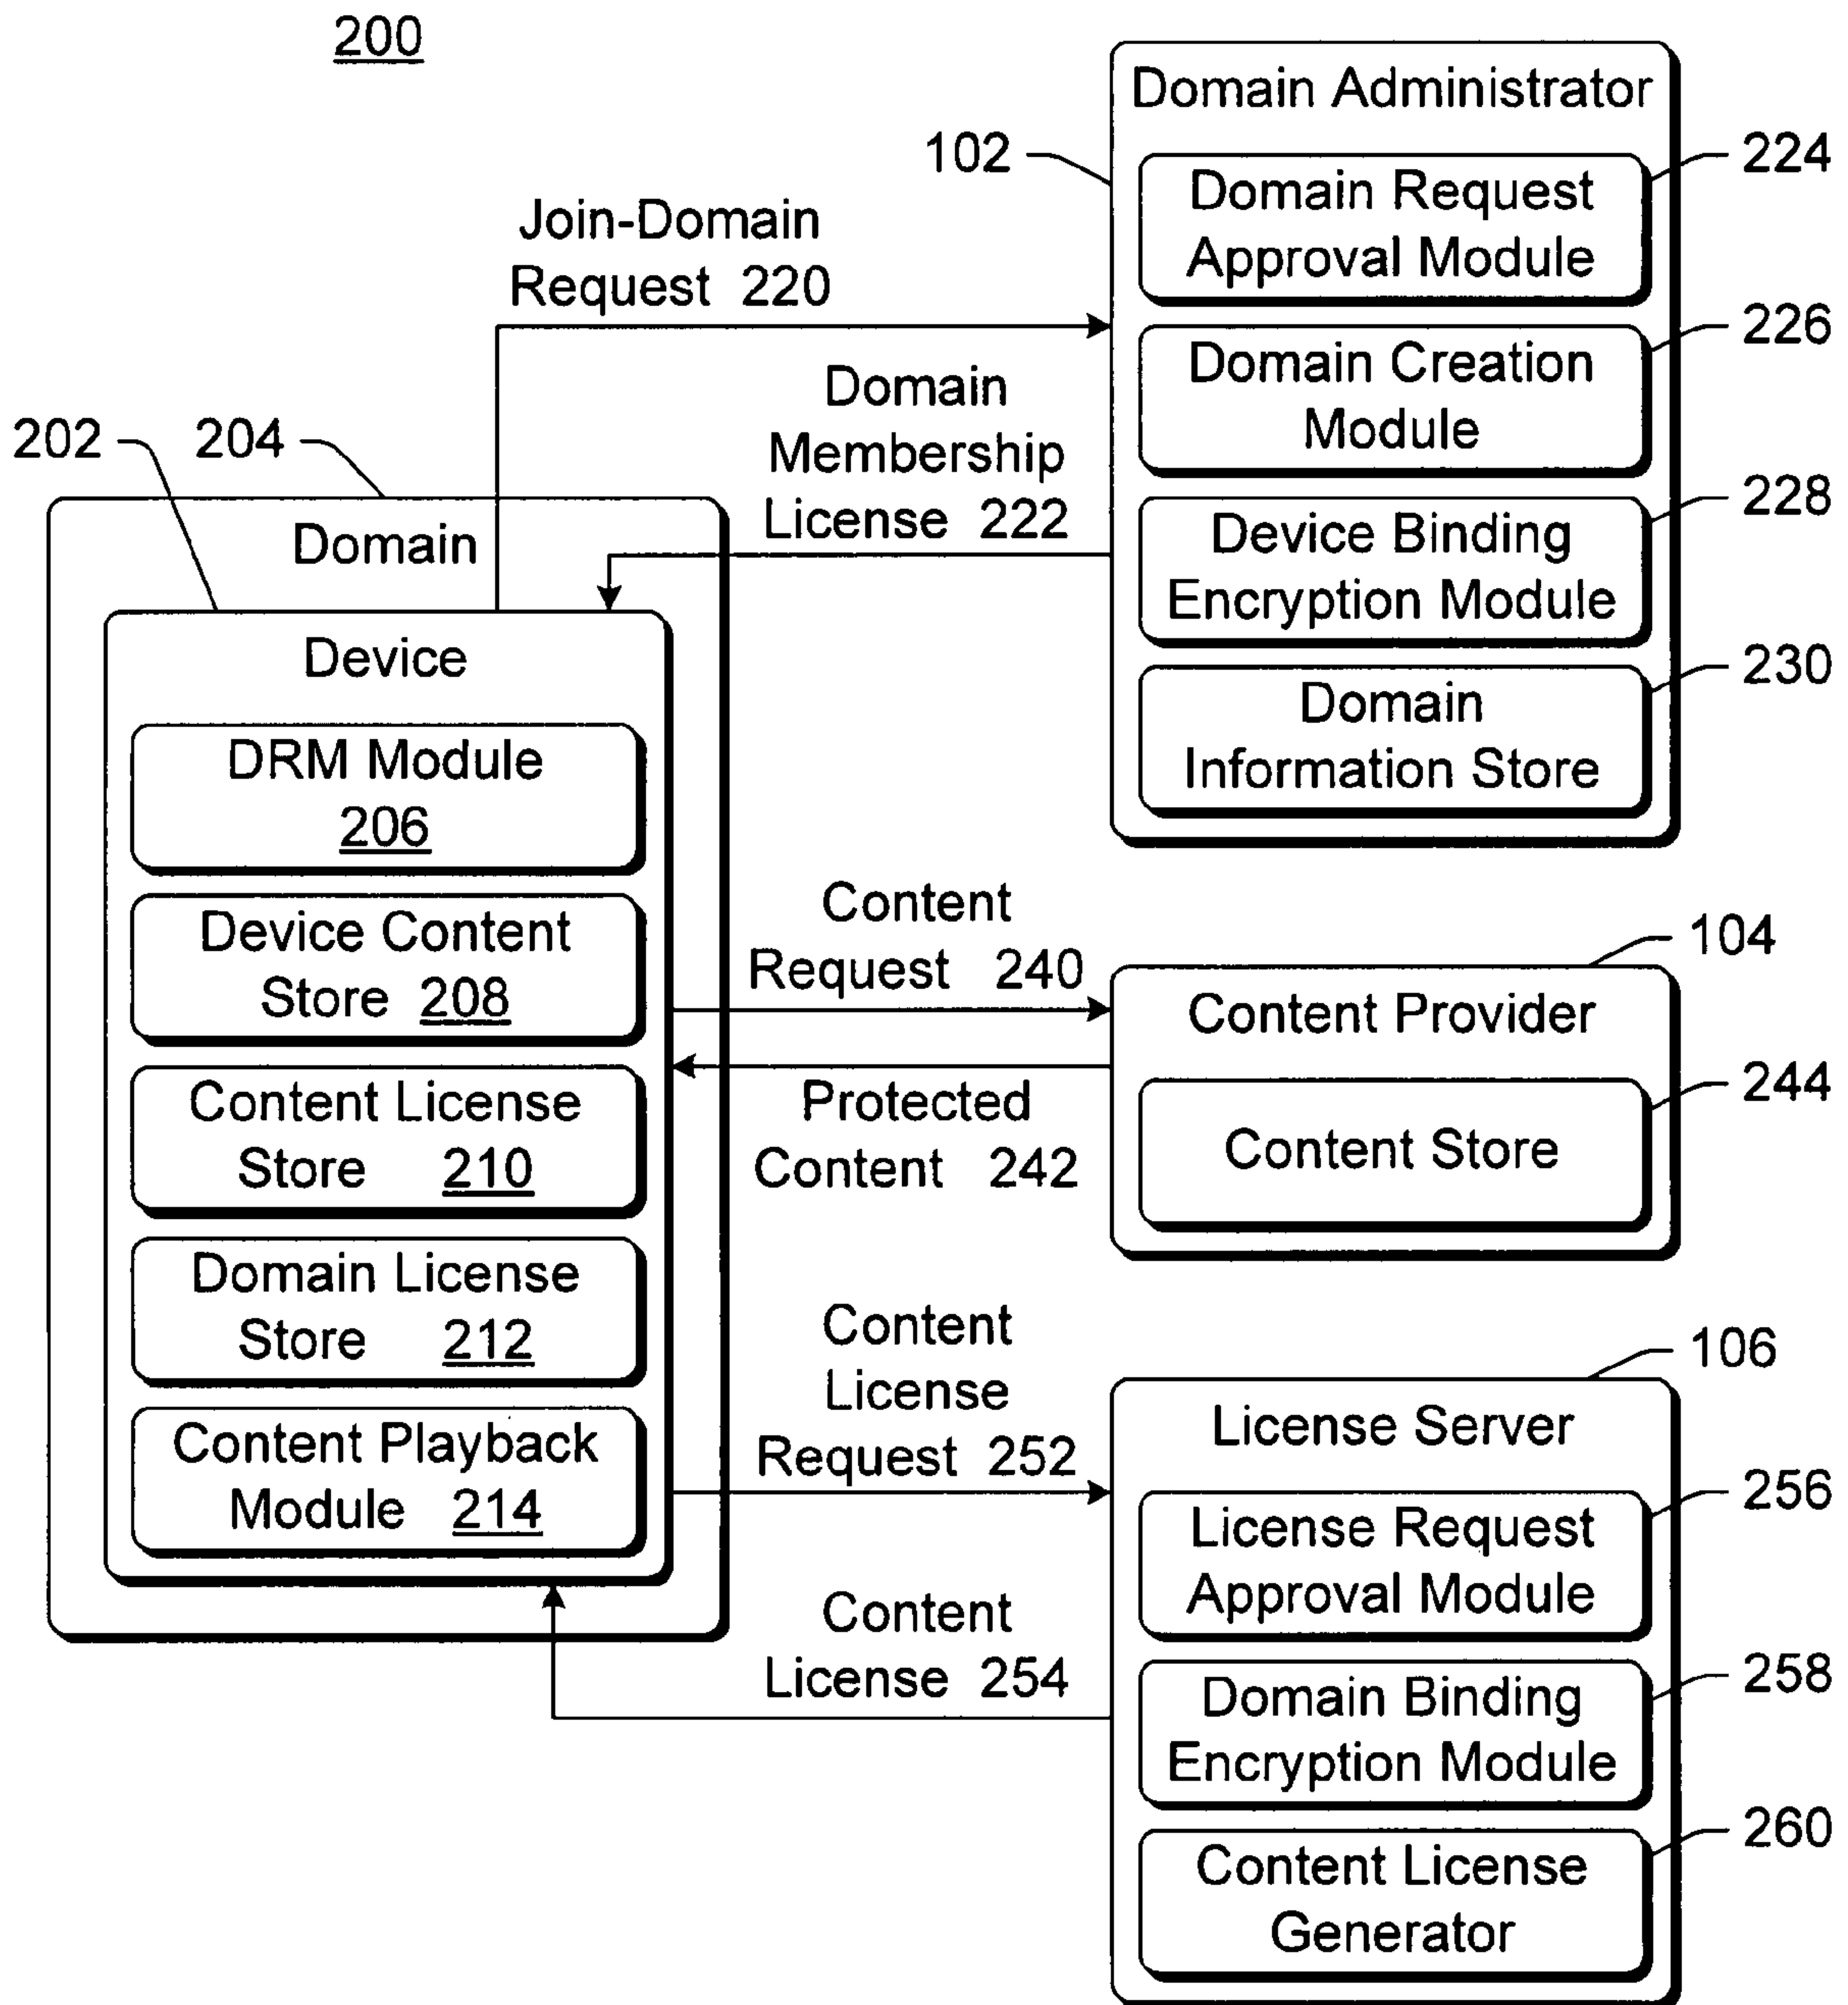 200
Domain Administrator
102
224
Domain Request
Approval Module
Join-Domain
Request 220
226
Domain Creation
Module
Domain
Membership
License 222
202
204
228
Device Binding
Encryption Module
Domain
230
Domain
Information Store
Device
DRM Module
206
Device Content
Store 208
Content License
Store 210
Domain License
Store 212
Content Playback
Module 214
Content
Request 240
104
Content Provider
Protected
Content 242
244
Content Store
Content
License
Request 252
106
License Server
256
License Request
Approval Module
Content
License 254
258
Domain Binding
Encryption Module
260
Content License
Generator